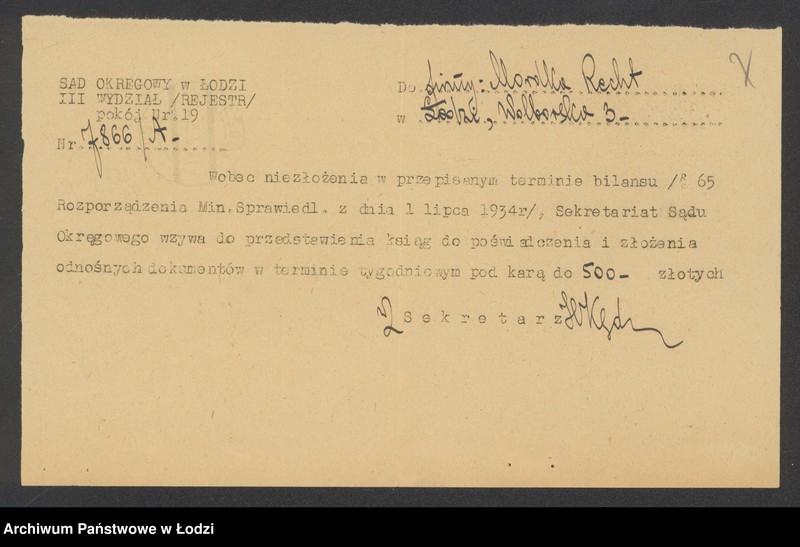 SĄD OKRĘGOWY w ŁODZI
III WYDZIAŁ /REJESTR/
pokój Nr.19
Nr. 7866/A-
Do firmy: Mordka Recht
w Łodzi, Wolborska 3-
Wobec niezłożenia w przepisanym terminie bilansu /§ 65
Rozporządzenia Min.Sprawiedl. z dnia 1 lipca 1934r/, Sekretariat Sądu
Okręgowego wzywa do przedstawienia ksiąg do poświadczenia i złożenia
odnośnych dokumentów w terminie tygodniowym pod karą do 500- złotych
Sekretarz
Archiwum Państwowe w Łodzi